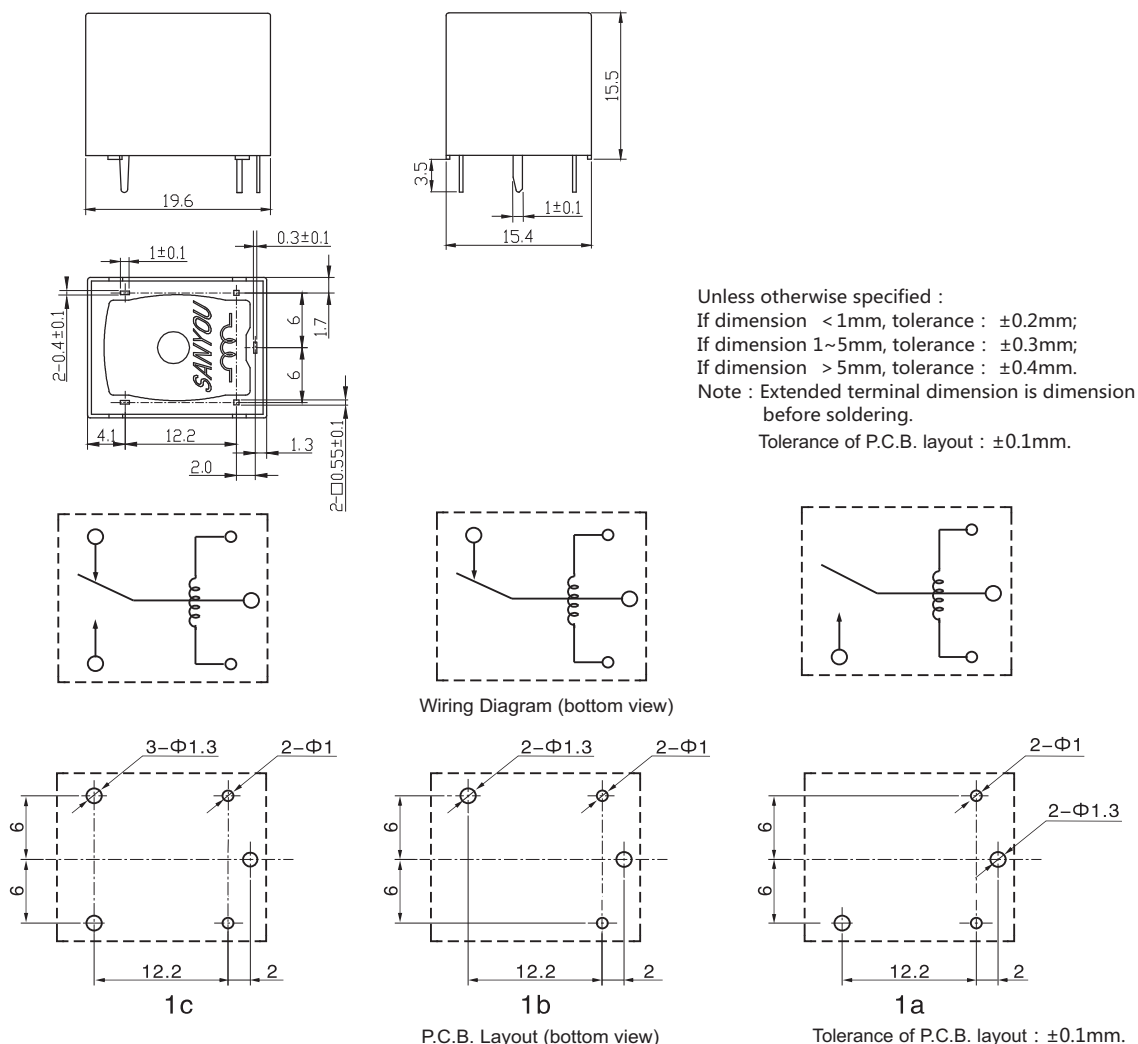 15.5
3.5
19.6
1±0.1
15.4
0.3±0.1
1±0.1
2-0.4±0.1
6
1.7
SANYOU
6
4.1
12.2
1.3
2.0
2-□0.55±0.1
Unless otherwise specified :
If dimension <1mm, tolerance : ±0.2mm;
If dimension 1~5mm, tolerance : ±0.3mm;
If dimension >5mm, tolerance : ±0.4mm.
Note : Extended terminal dimension is dimension
before soldering.
Tolerance of P.C.B. layout : ±0.1mm.
Wiring Diagram (bottom view)
3-Φ1.3 2-Φ1
6
6
12.2 2
1c
2-Φ1.3 2-Φ1
6
6
12.2 2
1b
2-Φ1
2-Φ1.3
6
6
12.2 2
1a
P.C.B. Layout (bottom view)
Tolerance of P.C.B. layout : ±0.1mm.